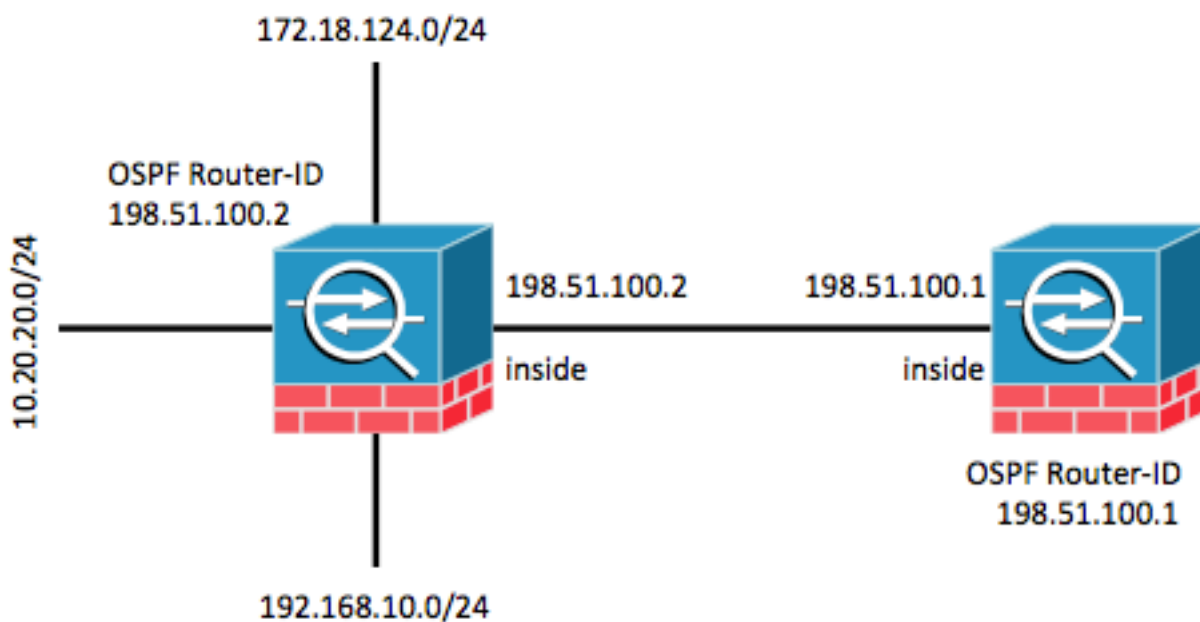 172.18.124.0/24
OSPF Router-ID
198.51.100.2
10.20.20.0/24
198.51.100.2
198.51.100.1
inside
inside
OSPF Router-ID
198.51.100.1
192.168.10.0/24